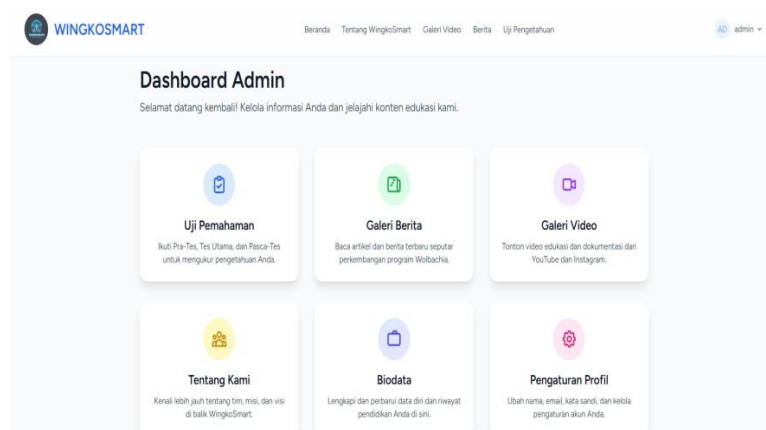 WINGKOSMART
Beranda Tentang WingkoSmart Galeri Video Berita Uji Pengetahuan
AD admin
Dashboard Admin
Selamat datang kembali! Kelola informasi Anda dan jelajahi konten edukasi kami.
Uji Pemahaman
Ikuti Pra-Tes, Tes Utama, dan Pasca-Tes
untuk mengukur pengetahuan Anda.
Galeri Berita
Baca artikel dan berita terbaru seputar
perkembangan program Wolbachia.
Galeri Video
Tonton video edukasi dan dokumentasi dari
YouTube dan Instagram.
Tentang Kami
Kenali lebih jauh tentang tim, misi, dan visi
di balik WingkoSmart.
Biodata
Lengkapi dan perbarui data diri dan riwayat
pendidikan Anda di sini.
Pengaturan Profil
Ubah nama, email, kata sandi, dan kelola
pengaturan akun Anda.